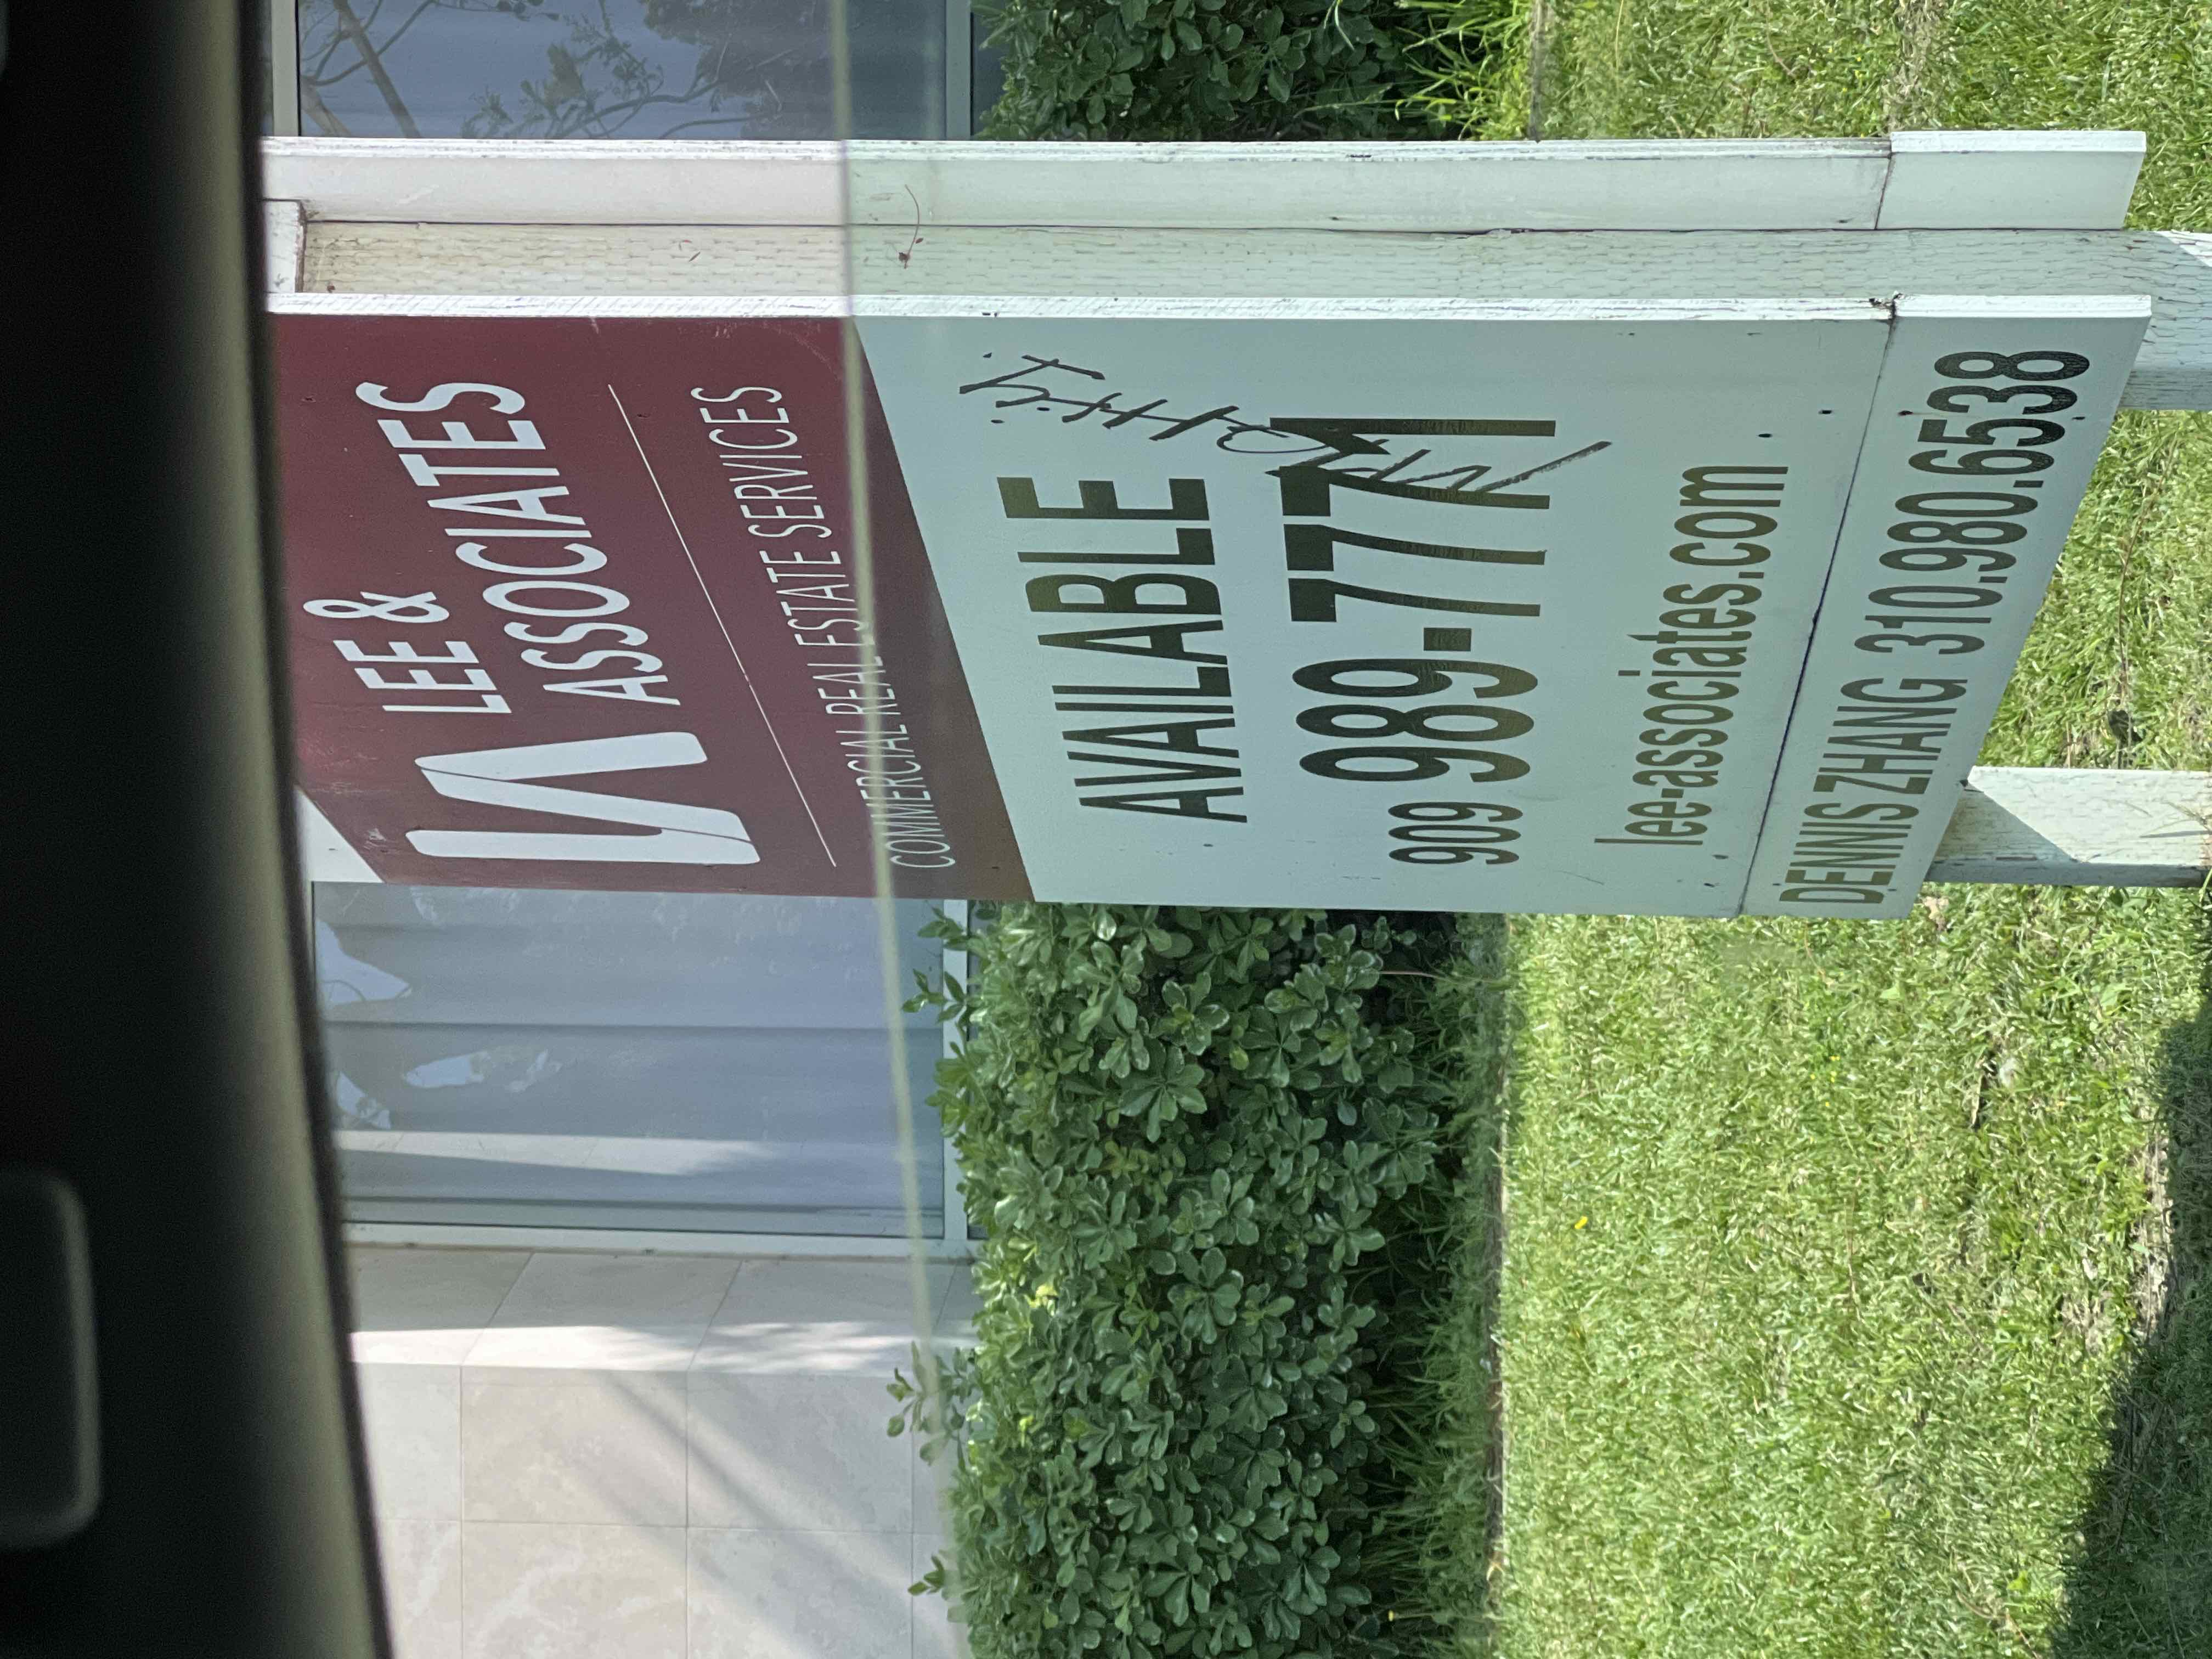 LEE &
ASSOCIATES
COMMERCIAL REAL ESTATE SERVICES
AVAILABLE
909 989-7771
lee-associates.com
DENNIS ZHANG 310.980.6538